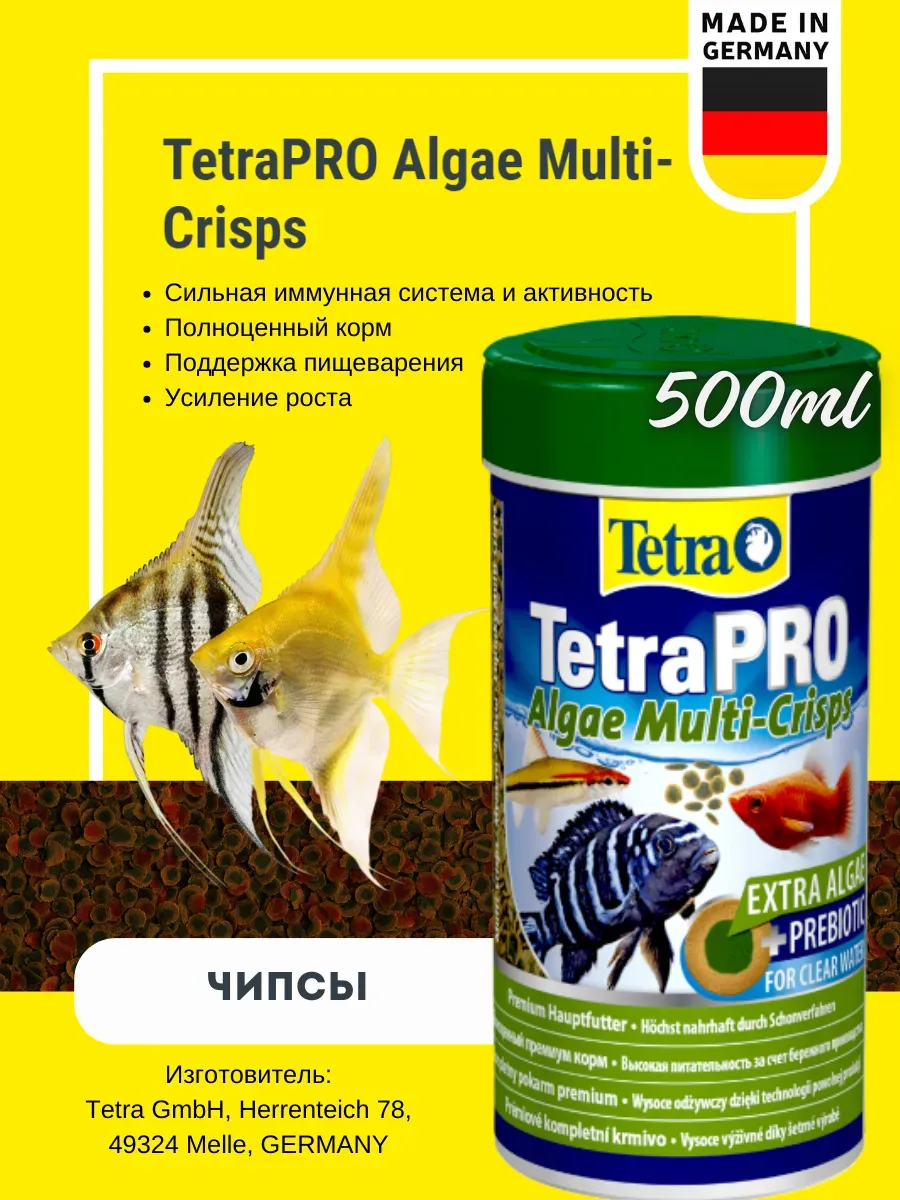 MADE IN
GERMANY
TetraPRO Algae Multi-
Crisps
• Сильная иммунная система и активность
• Полноценный корм
• Поддержка пищеварения
• Усиление роста
500ml
Tetra
TetraPRO
Algae Multi-Crisps
EXTRA ALGAE
+PREBIOTIC
FOR CLEAR WATER
Premium Hauptfutter • Höchst nahrhaft durch Schonverfahren
премиум корм • Высокая питательность за счет бережного
pokarm premium • Wysoce odżywczy dzięki technologii powolnej produkcji
Prémiové kompletní krmivo • Vysoce výživné díky šetrné výrobě
ЧИПСЫ
Изготовитель:
Tetra GmbH, Herrenteich 78,
49324 Melle, GERMANY